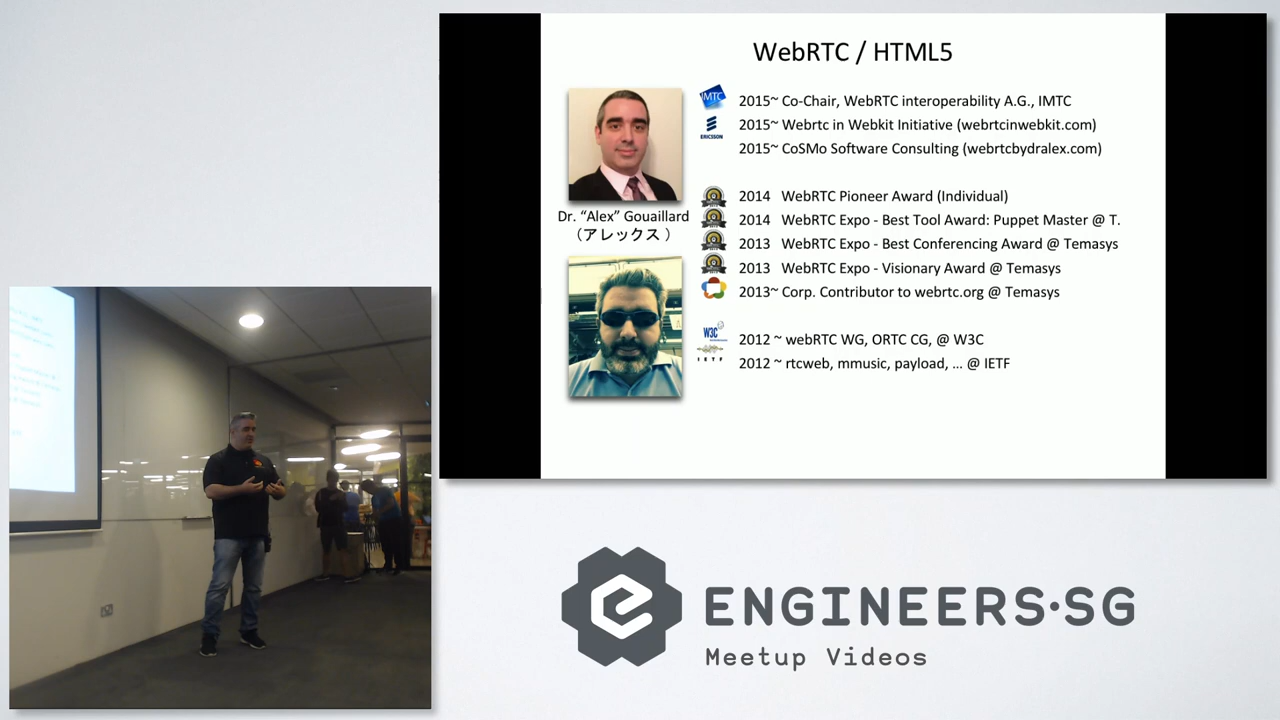 WebRTC / HTML5
IMTC
2015~ Co-Chair, WebRTC interoperability A.G., IMTC
ERICSSON
2015~ Webrtc in Webkit Initiative (webrtcinwebkit.com)
2015~ CoSMo Software Consulting (webrtcbydralex.com)
Dr. “Alex” Gouaillard
（アレックス ）
2014 WebRTC Pioneer Award (Individual)
2014 WebRTC Expo - Best Tool Award: Puppet Master @ T.
2013 WebRTC Expo - Best Conferencing Award @ Temasys
2013 WebRTC Expo - Visionary Award @ Temasys
2013~ Corp. Contributor to webrtc.org @ Temasys
W3C
2012 ~ webRTC WG, ORTC CG, @ W3C
I E T F
2012 ~ rtcweb, mmusic, payload, ... @ IETF
ENGINEERS·SG
Meetup Videos